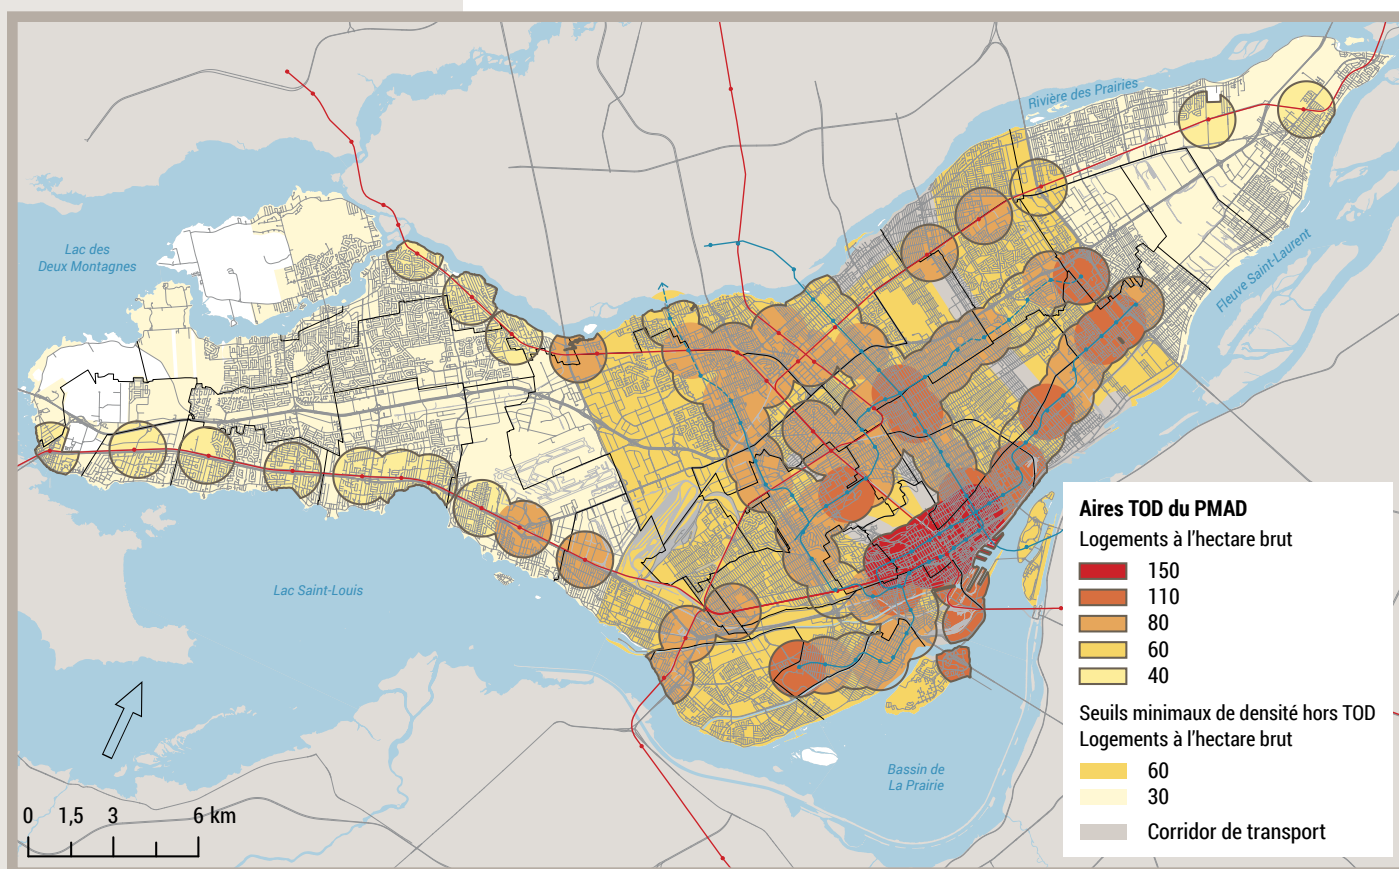 Rivière des Prairies
Lac des
Deux Montagnes
Fleuve Saint-Laurent
Lac Saint-Louis
Bassin de
La Prairie
0 1,5 3 6 km
Aires TOD du PMAD
Logements à l'hectare brut
150
110
80
60
40
Seuils minimaux de densité hors TOD
Logements à l'hectare brut
60
30
Corridor de transport